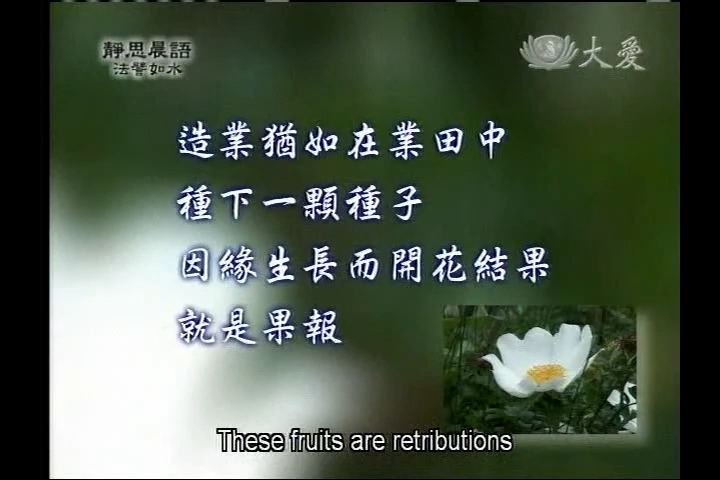 靜思晨語
法譬如水
大愛
造業猶如在業田中
種下一顆種子
因緣生長而開花結果
就是果報
These fruits are retributions